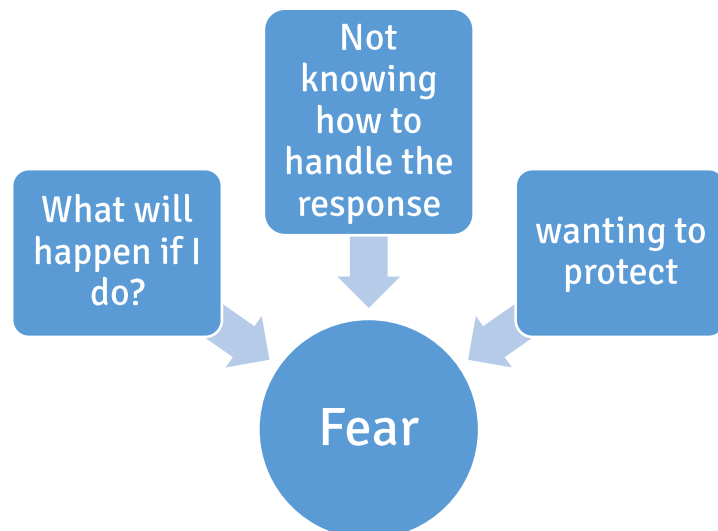 What will
happen if I
do?
Not
knowing
how to
handle the
response
wanting to
protect
Fear